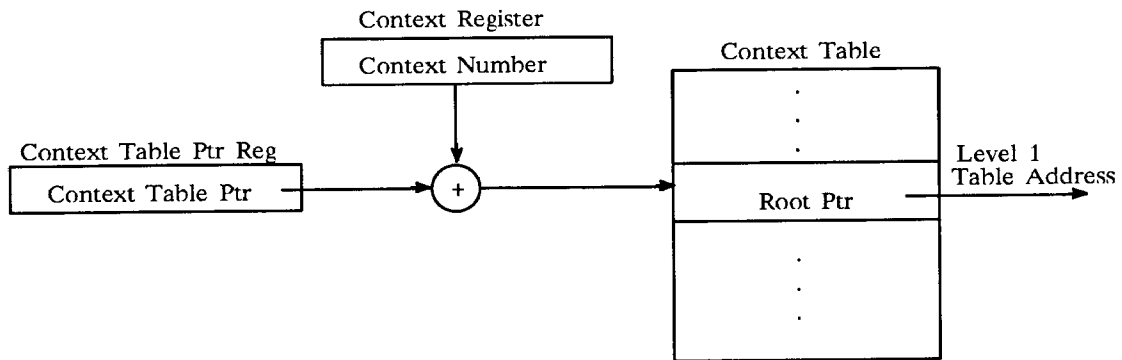 Context Register
Context Number
Context Table
Context Table Ptr Reg
Context Table Ptr
+
Level 1
Table Address
Root Ptr